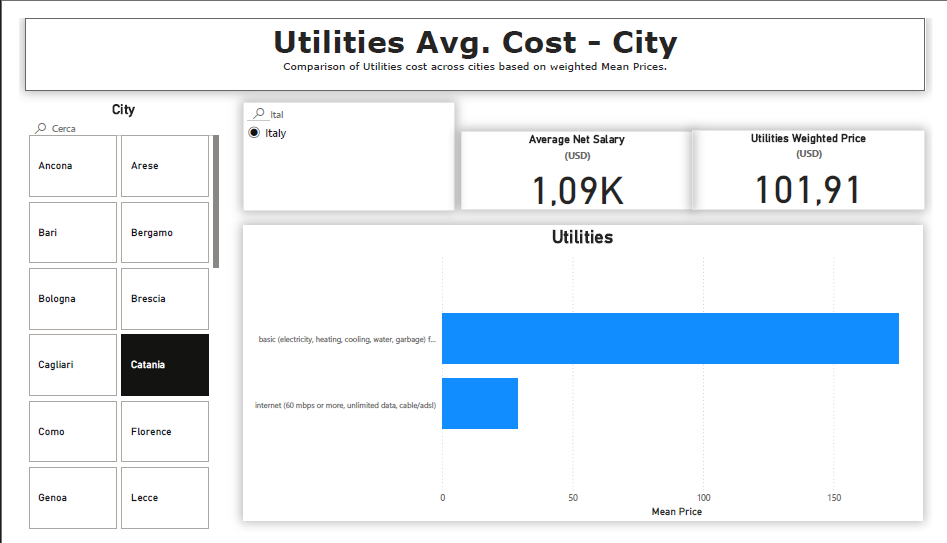 Utilities Avg. Cost - City
Comparison of Utilities cost across cities based on weighted Mean Prices.
City
Cerca
Ancona
Arese
Bari
Bergamo
Bologna
Brescia
Cagliari
Catania
Como
Florence
Genoa
Lecce
Ital
Italy
Average Net Salary
(USD)
1,09K
Utilities Weighted Price
(USD)
101,91
Utilities
basic (electricity, heating, cooling, water, garbage) f...
internet (60 mbps or more, unlimited data, cable/adsl)
0
50
100
150
Mean Price